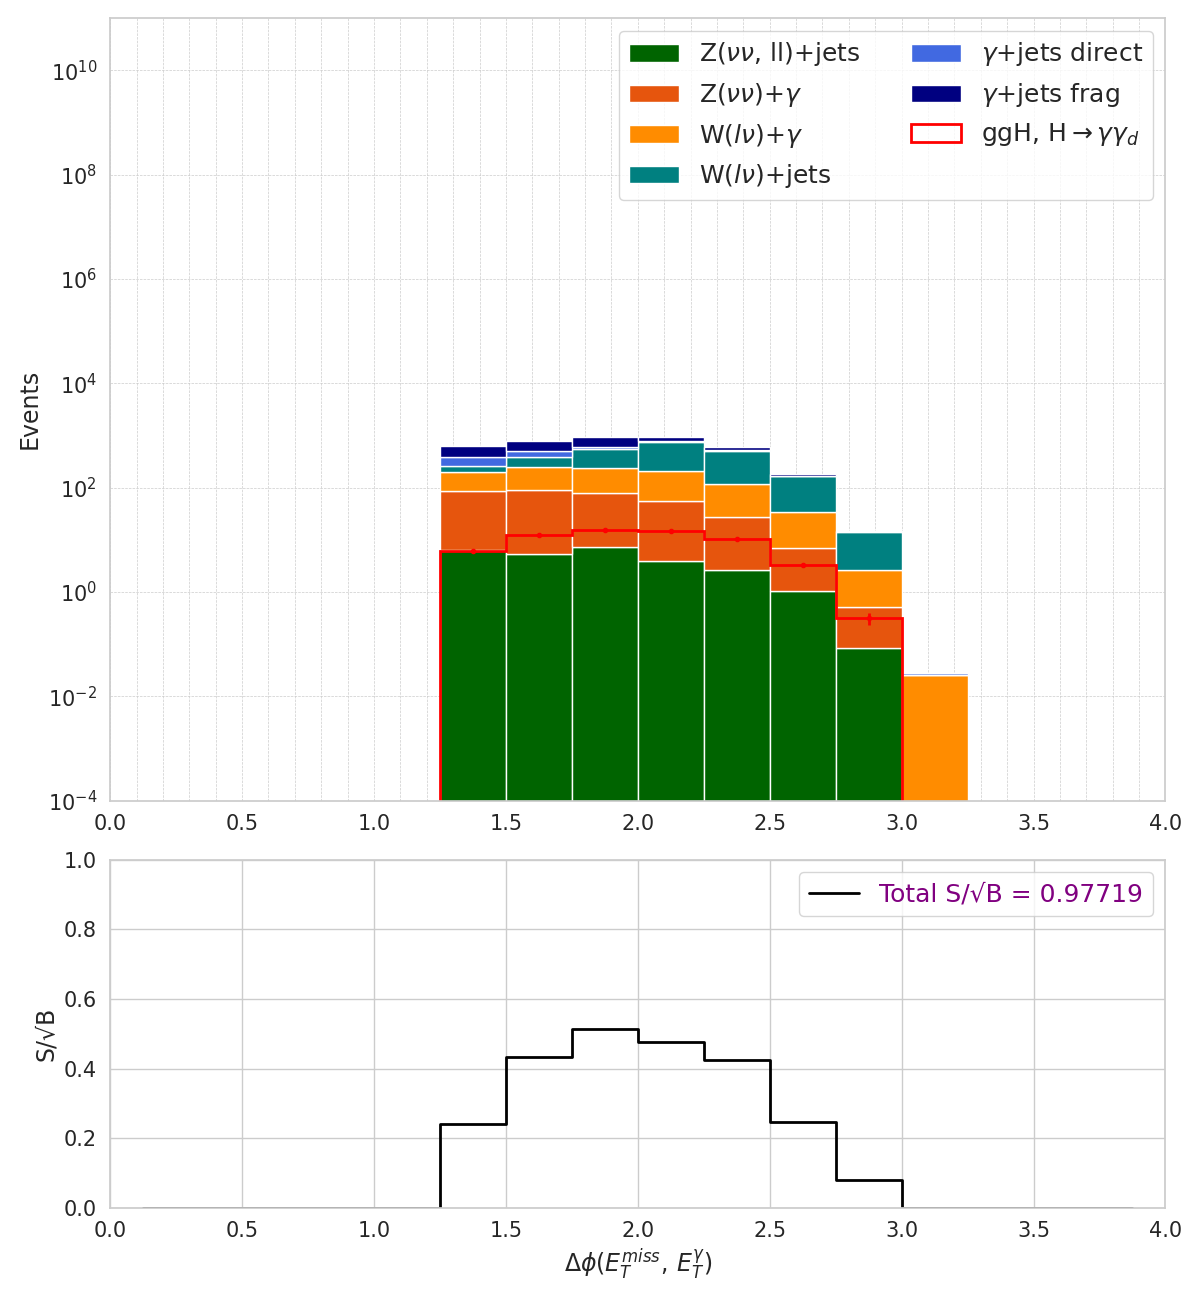 Z(νν, ll)+jets
Z(νν)+γ
W(lν)+γ
W(lν)+jets
γ+jets direct
γ+jets frag
ggH, H→γγ_d
Events
10^10
10^8
10^6
10^4
10^2
10^0
10^−2
10^−4
0.0 0.5 1.0 1.5 2.0 2.5 3.0 3.5 4.0
Total S/√B = 0.97719
S/√B
1.0
0.8
0.6
0.4
0.2
0.0
0.0 0.5 1.0 1.5 2.0 2.5 3.0 3.5 4.0
Δϕ(E_T^miss, E_T^γ)